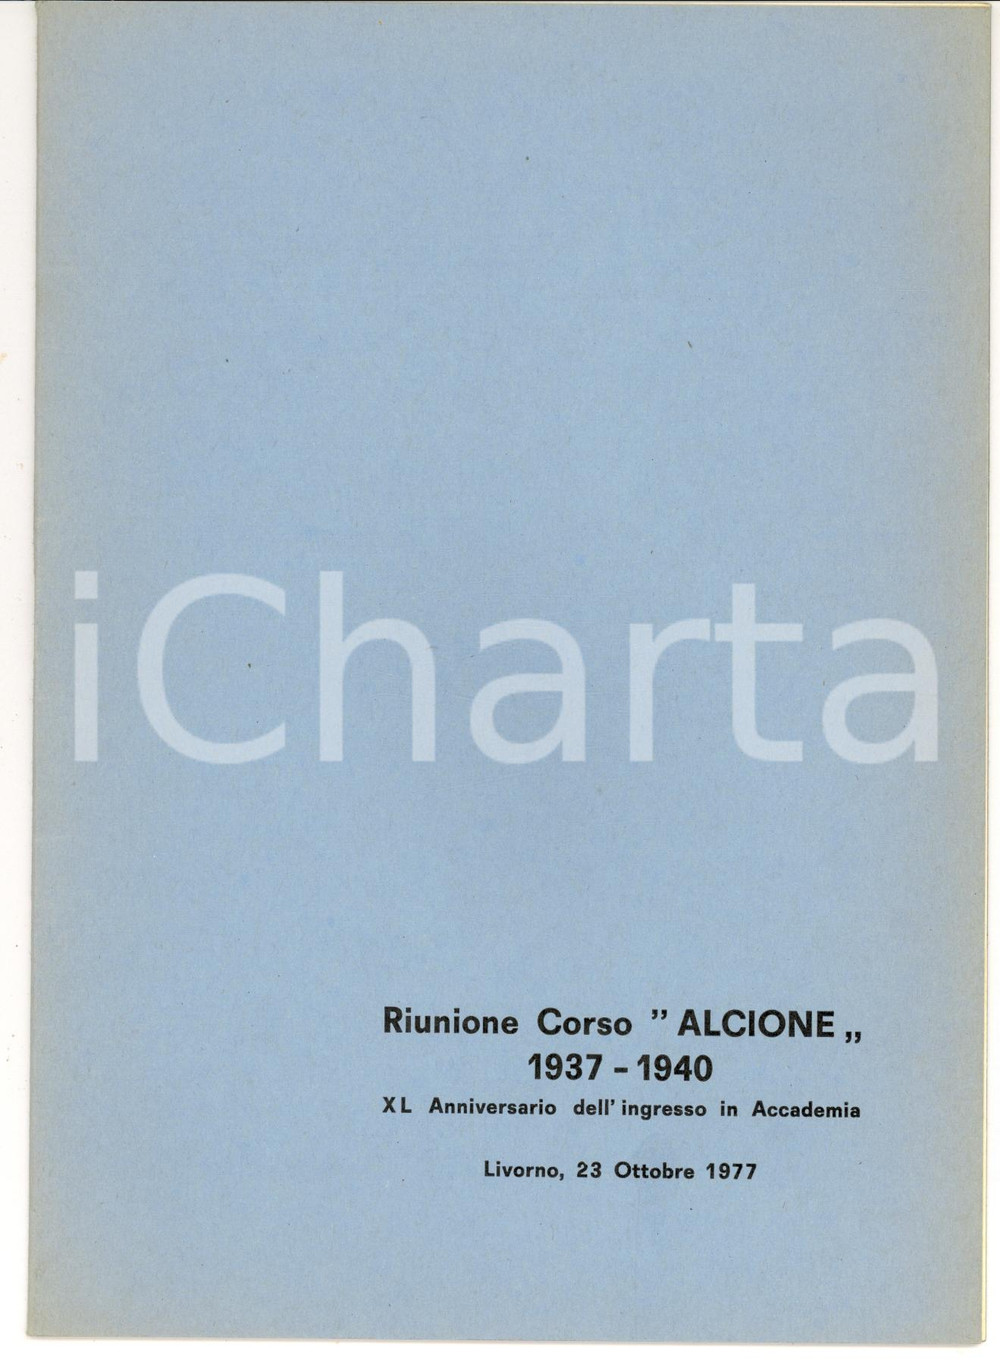 iCharta
Riunione Corso ” ALCIONE „
1937 - 1940
XL Anniversario dell' ingresso in Accademia
Livorno, 23 Ottobre 1977